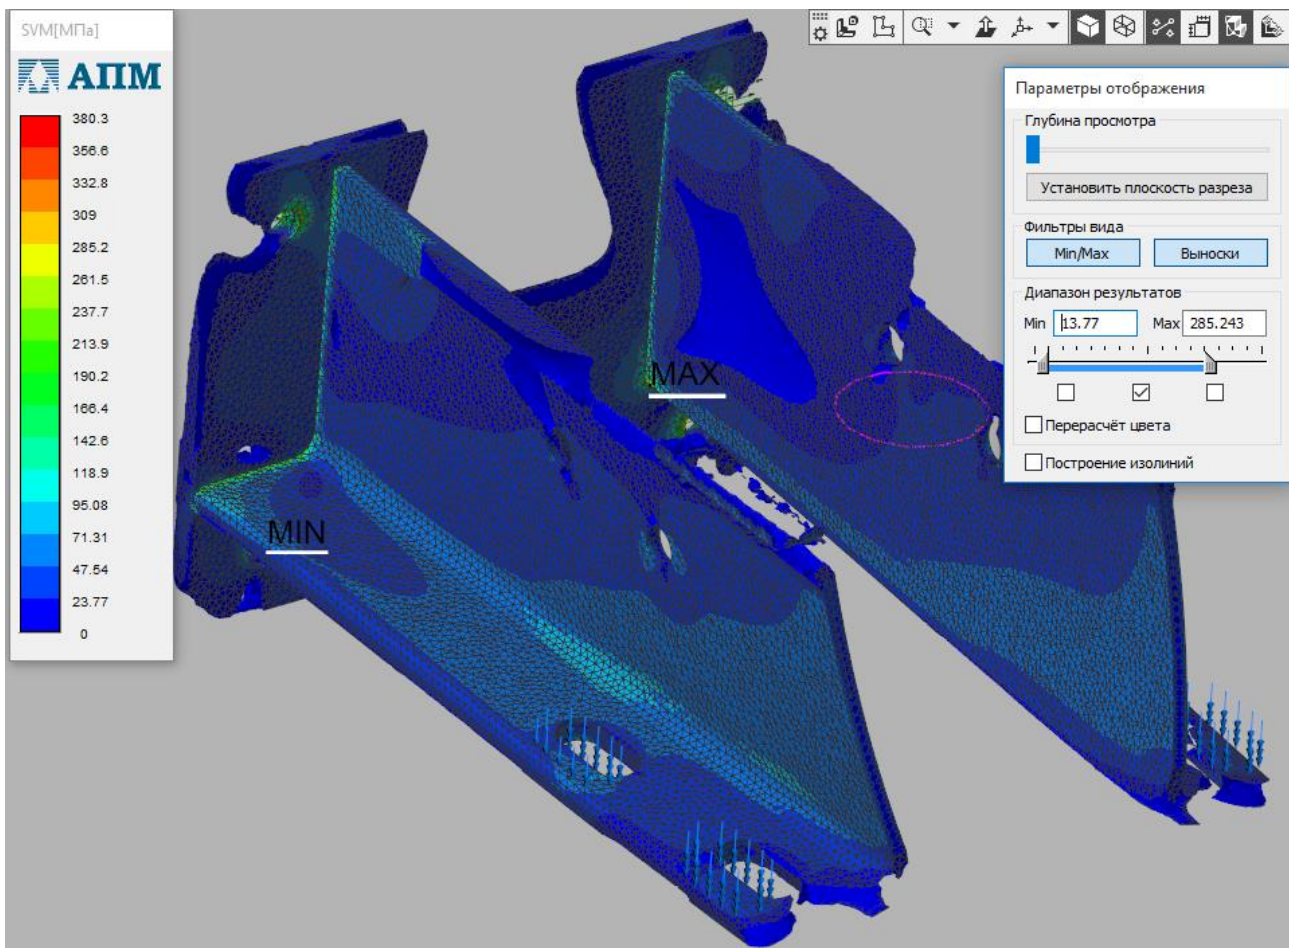 SVM[МПа]
АПМ
380.3
356.6
332.8
309
285.2
261.5
237.7
213.9
190.2
166.4
142.6
118.9
95.08
71.31
47.54
23.77
0
MAX
MIN
Параметры отображения
Глубина просмотра
Установить плоскость разреза
Фильтры вида
Min/Max Выноски
Диапазон результатов
Min 13.77 Max 285.243
Перерасчёт цвета
Построение изолиний